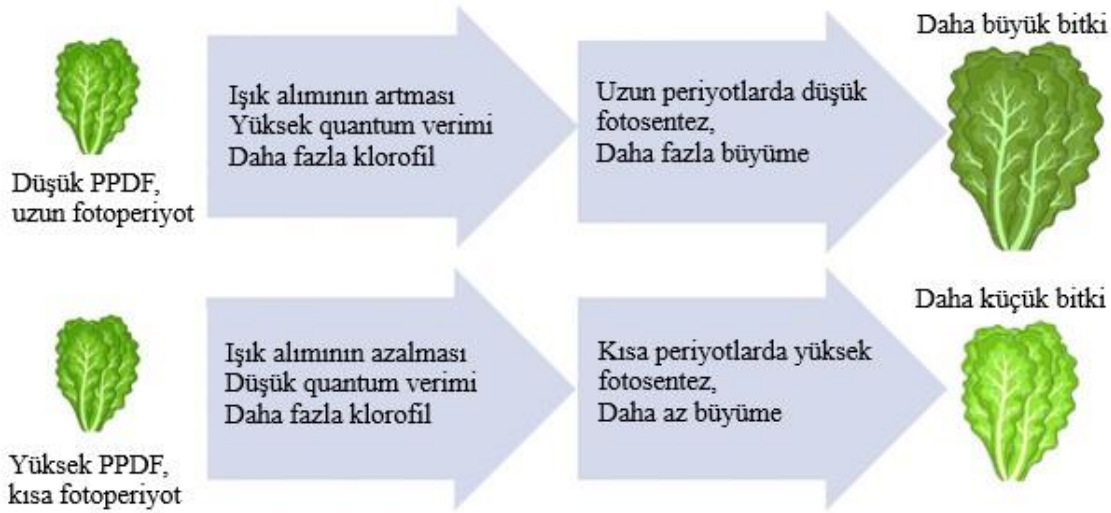 Düşük PPDF,
uzun fotoperiyot
Işık alımının artması
Yüksek quantum verimi
Daha fazla klorofil
Uzun periyotlarda düşük
fotosentez,
Daha fazla büyüme
Daha büyük bitki
Yüksek PPDF,
kısa fotoperiyot
Işık alımının azalması
Düşük quantum verimi
Daha fazla klorofil
Kısa periyotlarda yüksek
fotosentez,
Daha az büyüme
Daha küçük bitki